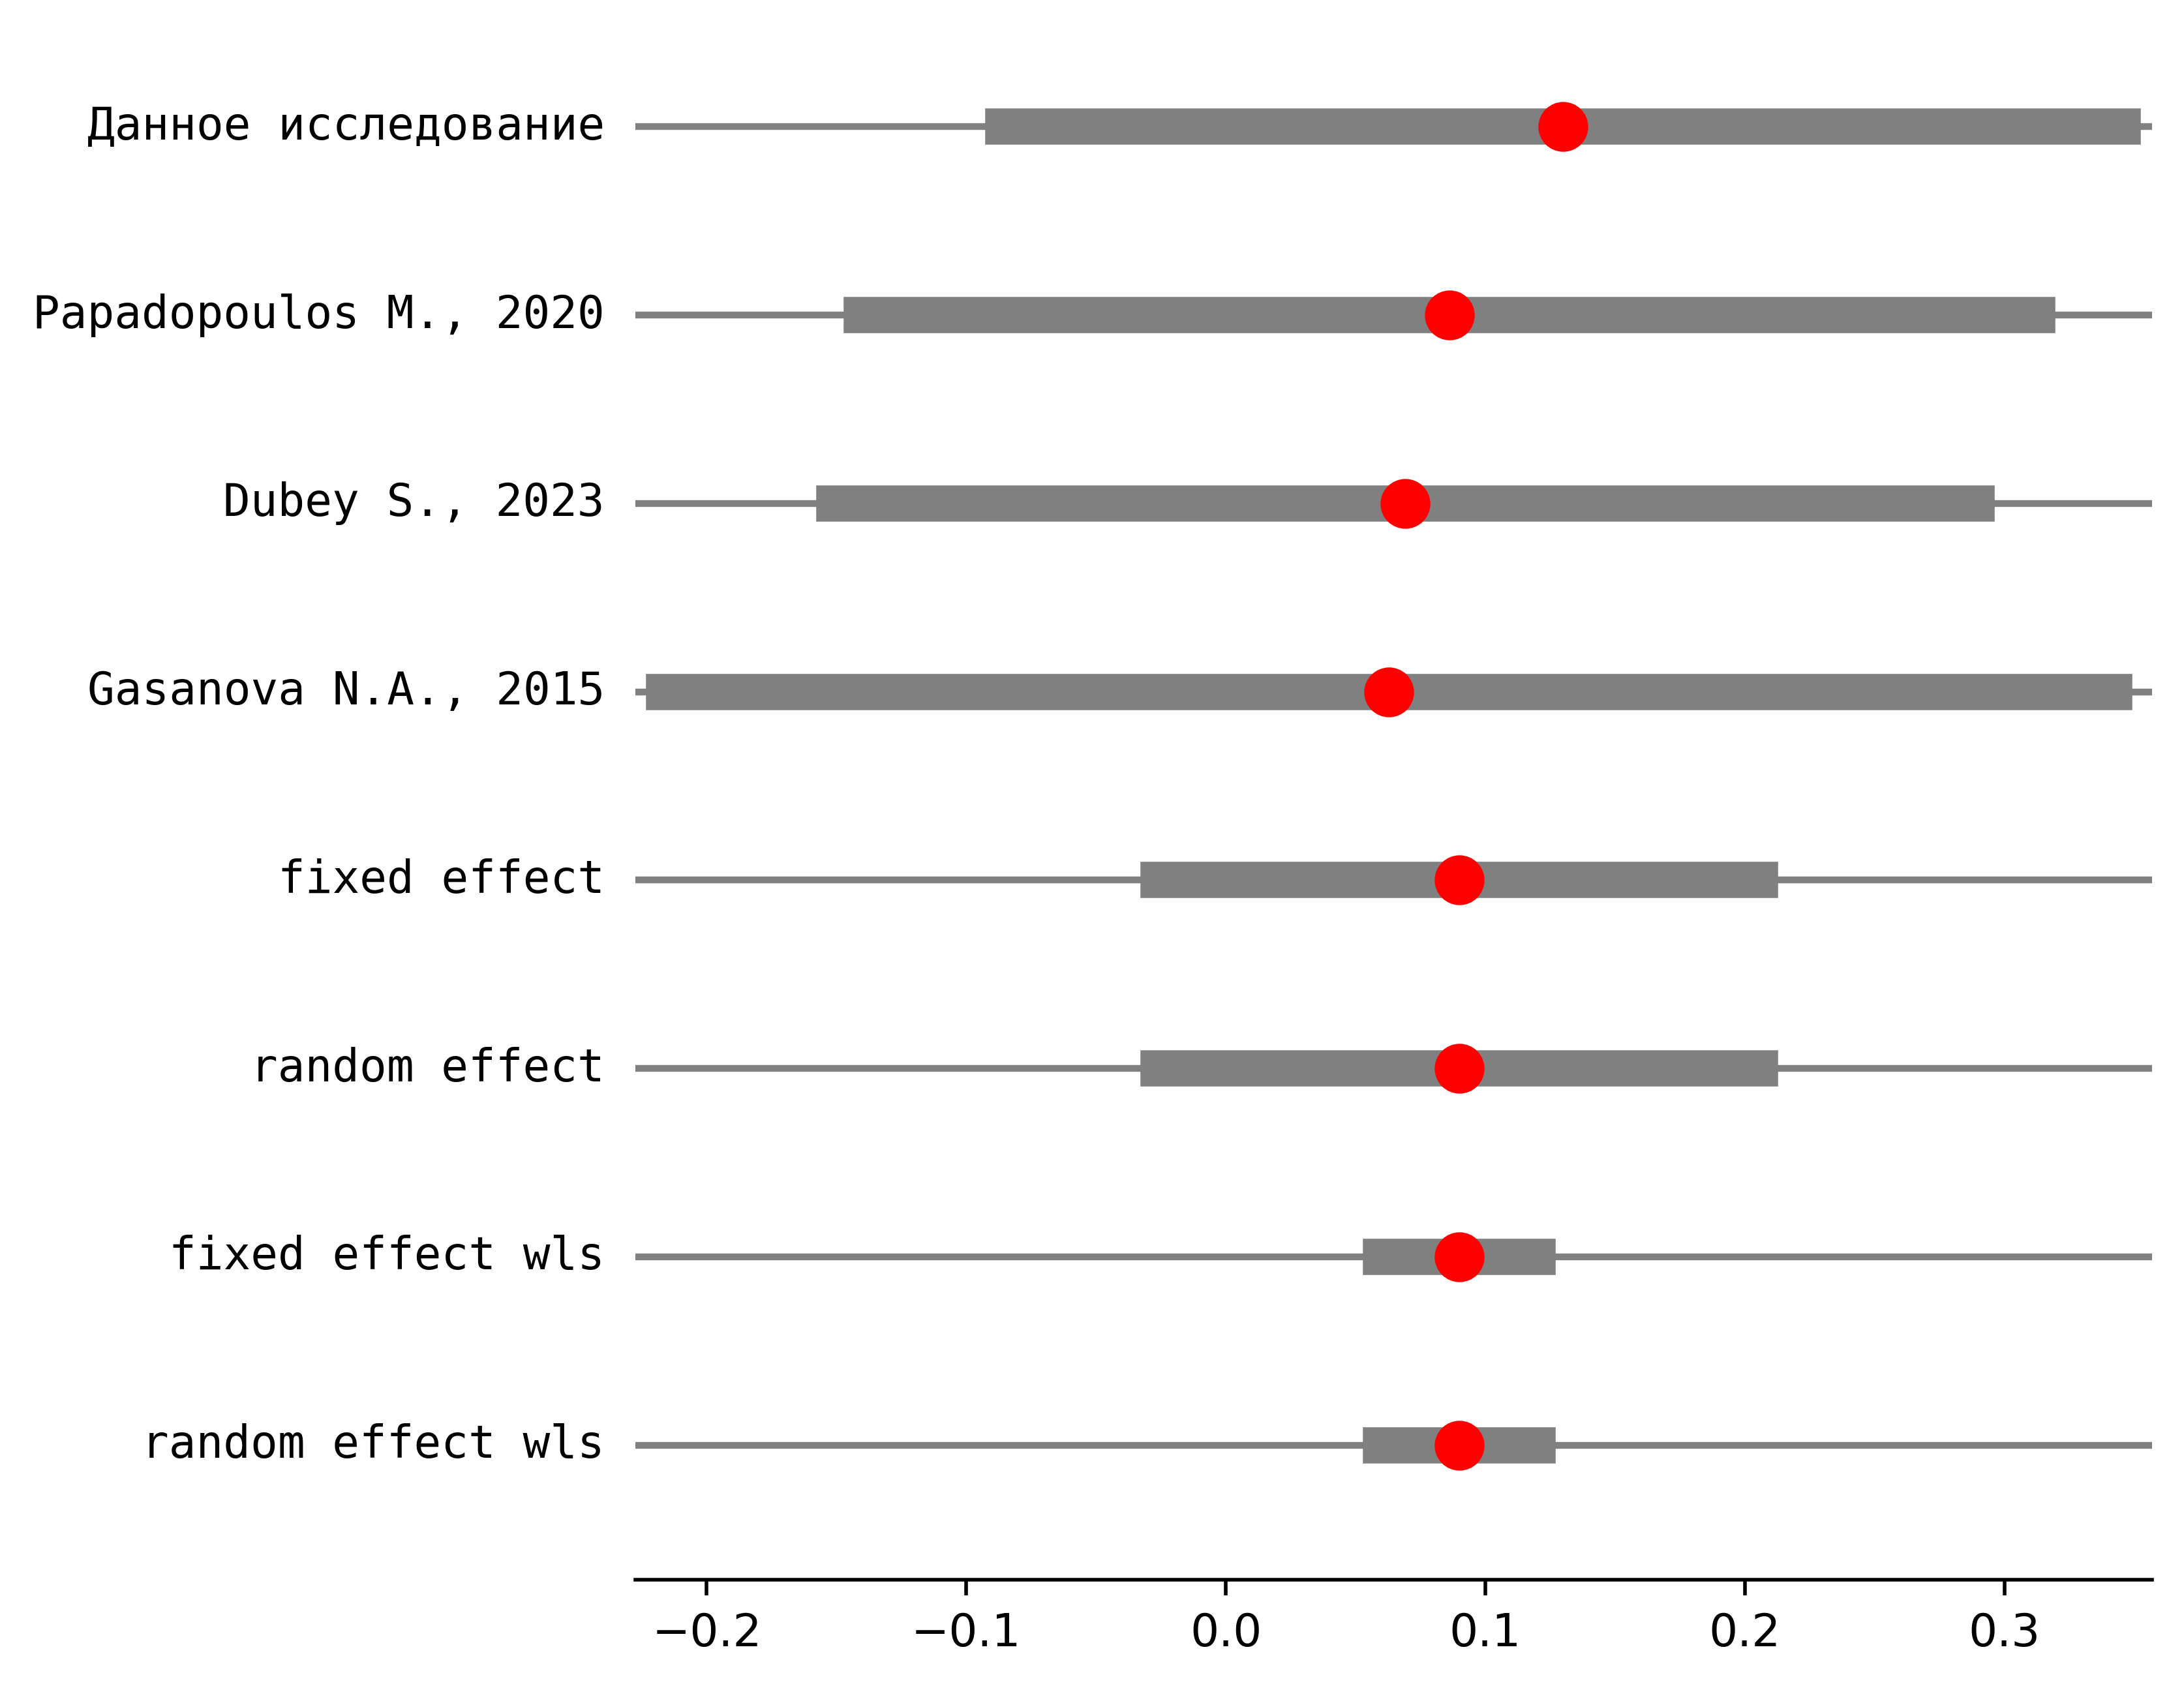 Данное исследование
Papadopoulos M., 2020
Dubey S., 2023
Gasanova N.A., 2015
fixed effect
random effect
fixed effect wls
random effect wls
−0.2 −0.1 0.0 0.1 0.2 0.3